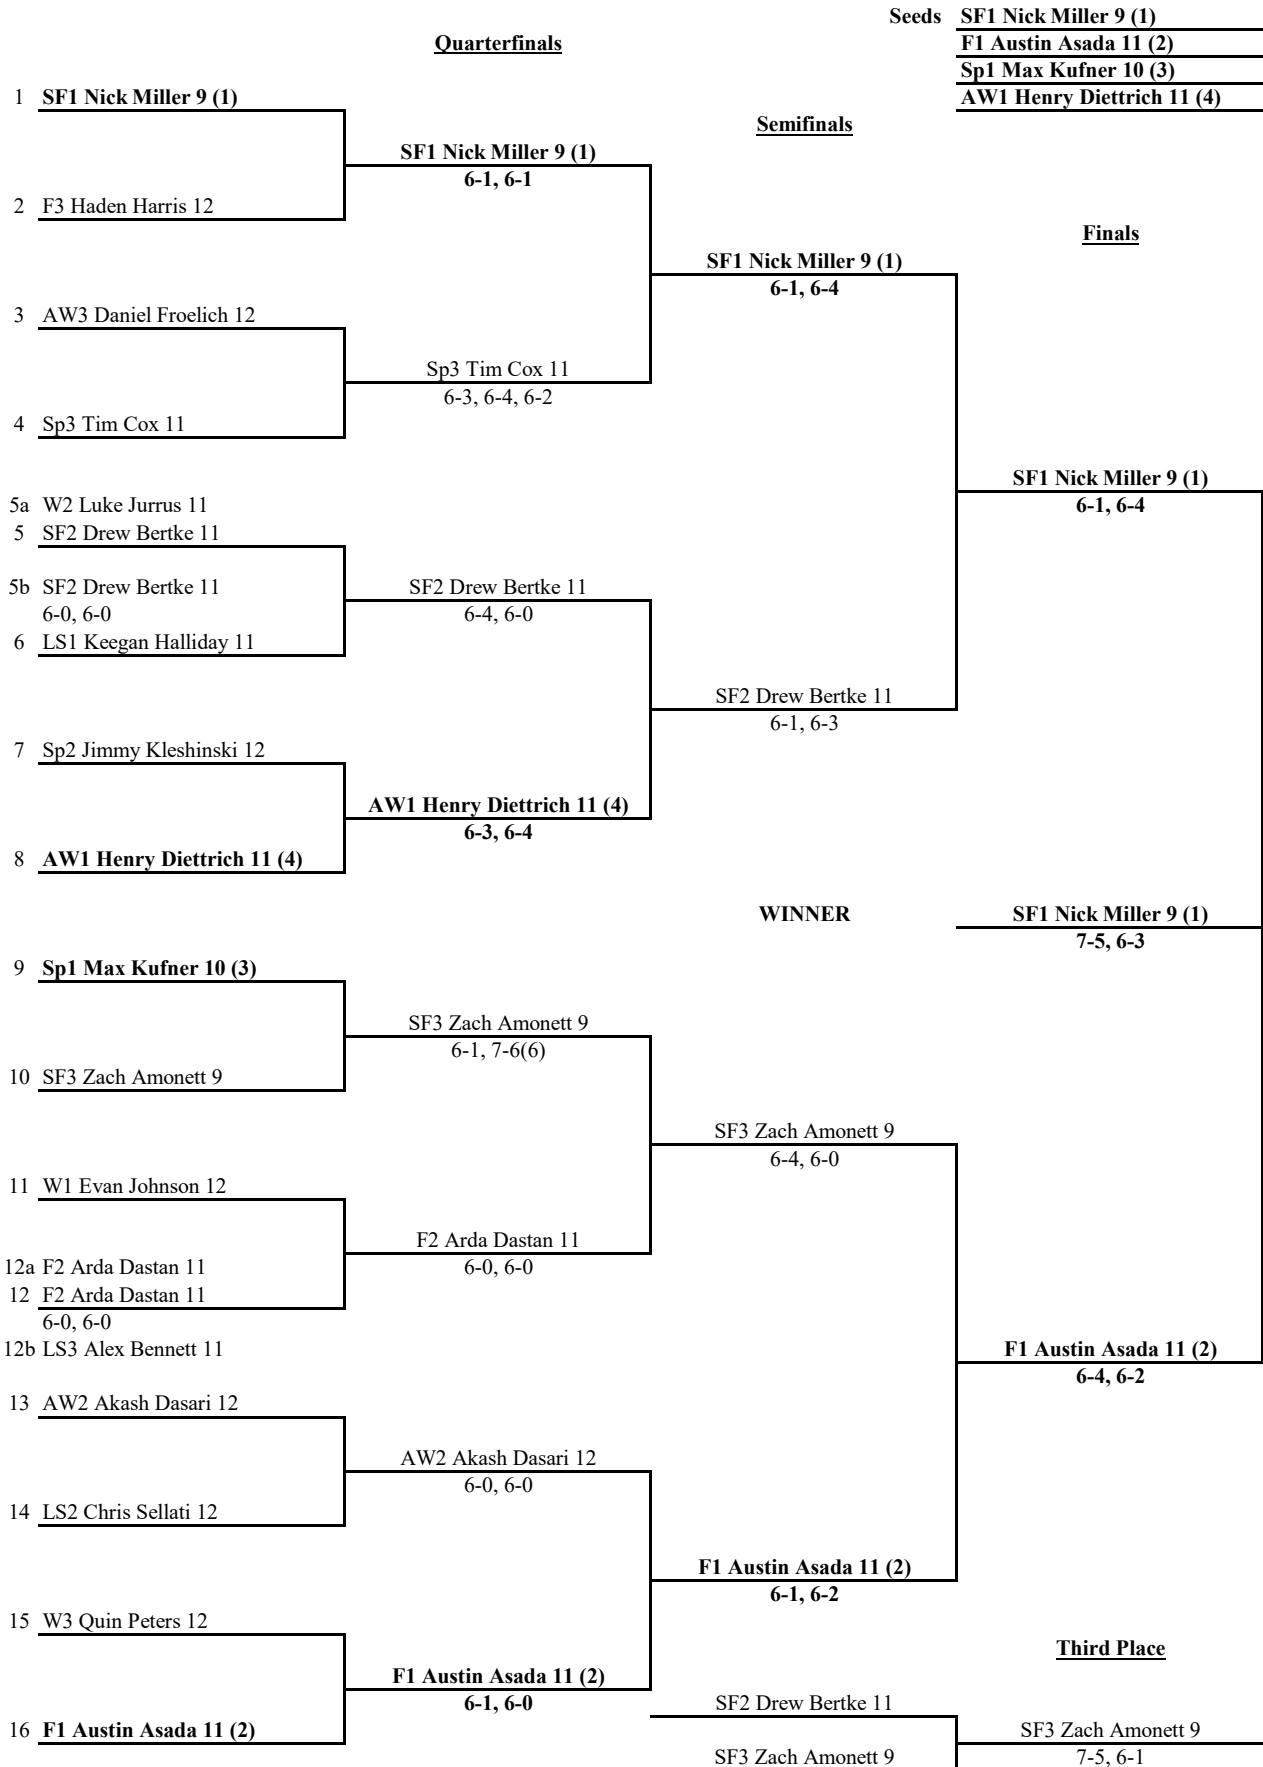 Seeds SF1 Nick Miller 9 (1)
F1 Austin Asada 11 (2)
Sp1 Max Kufner 10 (3)
AW1 Henry Diettrich 11 (4)
Quarterfinals
Semifinals
Finals
1 SF1 Nick Miller 9 (1)
SF1 Nick Miller 9 (1)
6-1, 6-1
2 F3 Haden Harris 12
SF1 Nick Miller 9 (1)
6-1, 6-4
3 AW3 Daniel Froelich 12
Sp3 Tim Cox 11
6-3, 6-4, 6-2
4 Sp3 Tim Cox 11
SF1 Nick Miller 9 (1)
6-1, 6-4
5a W2 Luke Jurrus 11
5 SF2 Drew Bertke 11
5b SF2 Drew Bertke 11
6-0, 6-0
SF2 Drew Bertke 11
6-4, 6-0
6 LS1 Keegan Halliday 11
SF2 Drew Bertke 11
6-1, 6-3
7 Sp2 Jimmy Kleshinski 12
AW1 Henry Diettrich 11 (4)
6-3, 6-4
8 AW1 Henry Diettrich 11 (4)
WINNER
SF1 Nick Miller 9 (1)
7-5, 6-3
9 Sp1 Max Kufner 10 (3)
SF3 Zach Amonett 9
6-1, 7-6(6)
10 SF3 Zach Amonett 9
SF3 Zach Amonett 9
6-4, 6-0
11 W1 Evan Johnson 12
F2 Arda Dastan 11
6-0, 6-0
12a F2 Arda Dastan 11
12 F2 Arda Dastan 11
6-0, 6-0
12b LS3 Alex Bennett 11
F1 Austin Asada 11 (2)
6-4, 6-2
13 AW2 Akash Dasari 12
AW2 Akash Dasari 12
6-0, 6-0
14 LS2 Chris Sellati 12
F1 Austin Asada 11 (2)
6-1, 6-2
15 W3 Quin Peters 12
F1 Austin Asada 11 (2)
6-1, 6-0
16 F1 Austin Asada 11 (2)
Third Place
SF2 Drew Bertke 11
SF3 Zach Amonett 9
SF3 Zach Amonett 9
7-5, 6-1